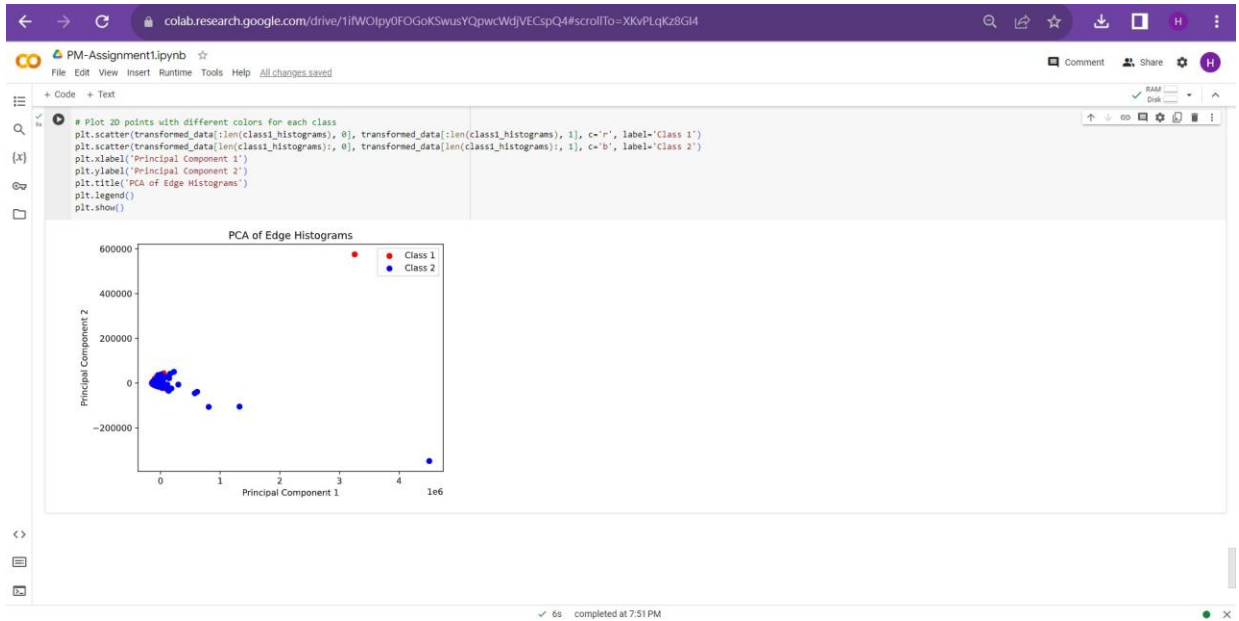 colab.research.google.com/drive/1ifWOIpy0FOGoKSwusYQpwcWdjVECspQ4#scrollTo=XKvPLqKz8GI4
H
PM-Assignment1.ipynb
File Edit View Insert Runtime Tools Help All changes saved
Comment Share H
+ Code + Text
RAM
Disk
{x}
6s
# Plot 2D points with different colors for each class
plt.scatter(transformed_data[:len(class1_histograms), 0], transformed_data[:len(class1_histograms), 1], c='r', label='Class 1')
plt.scatter(transformed_data[len(class1_histograms):, 0], transformed_data[len(class1_histograms):, 1], c='b', label='Class 2')
plt.xlabel('Principal Component 1')
plt.ylabel('Principal Component 2')
plt.title('PCA of Edge Histograms')
plt.legend()
plt.show()
PCA of Edge Histograms
Class 1
Class 2
600000
400000
200000
0
−200000
Principal Component 2
0 1 2 3 4
1e6
Principal Component 1
6s completed at 7:51 PM